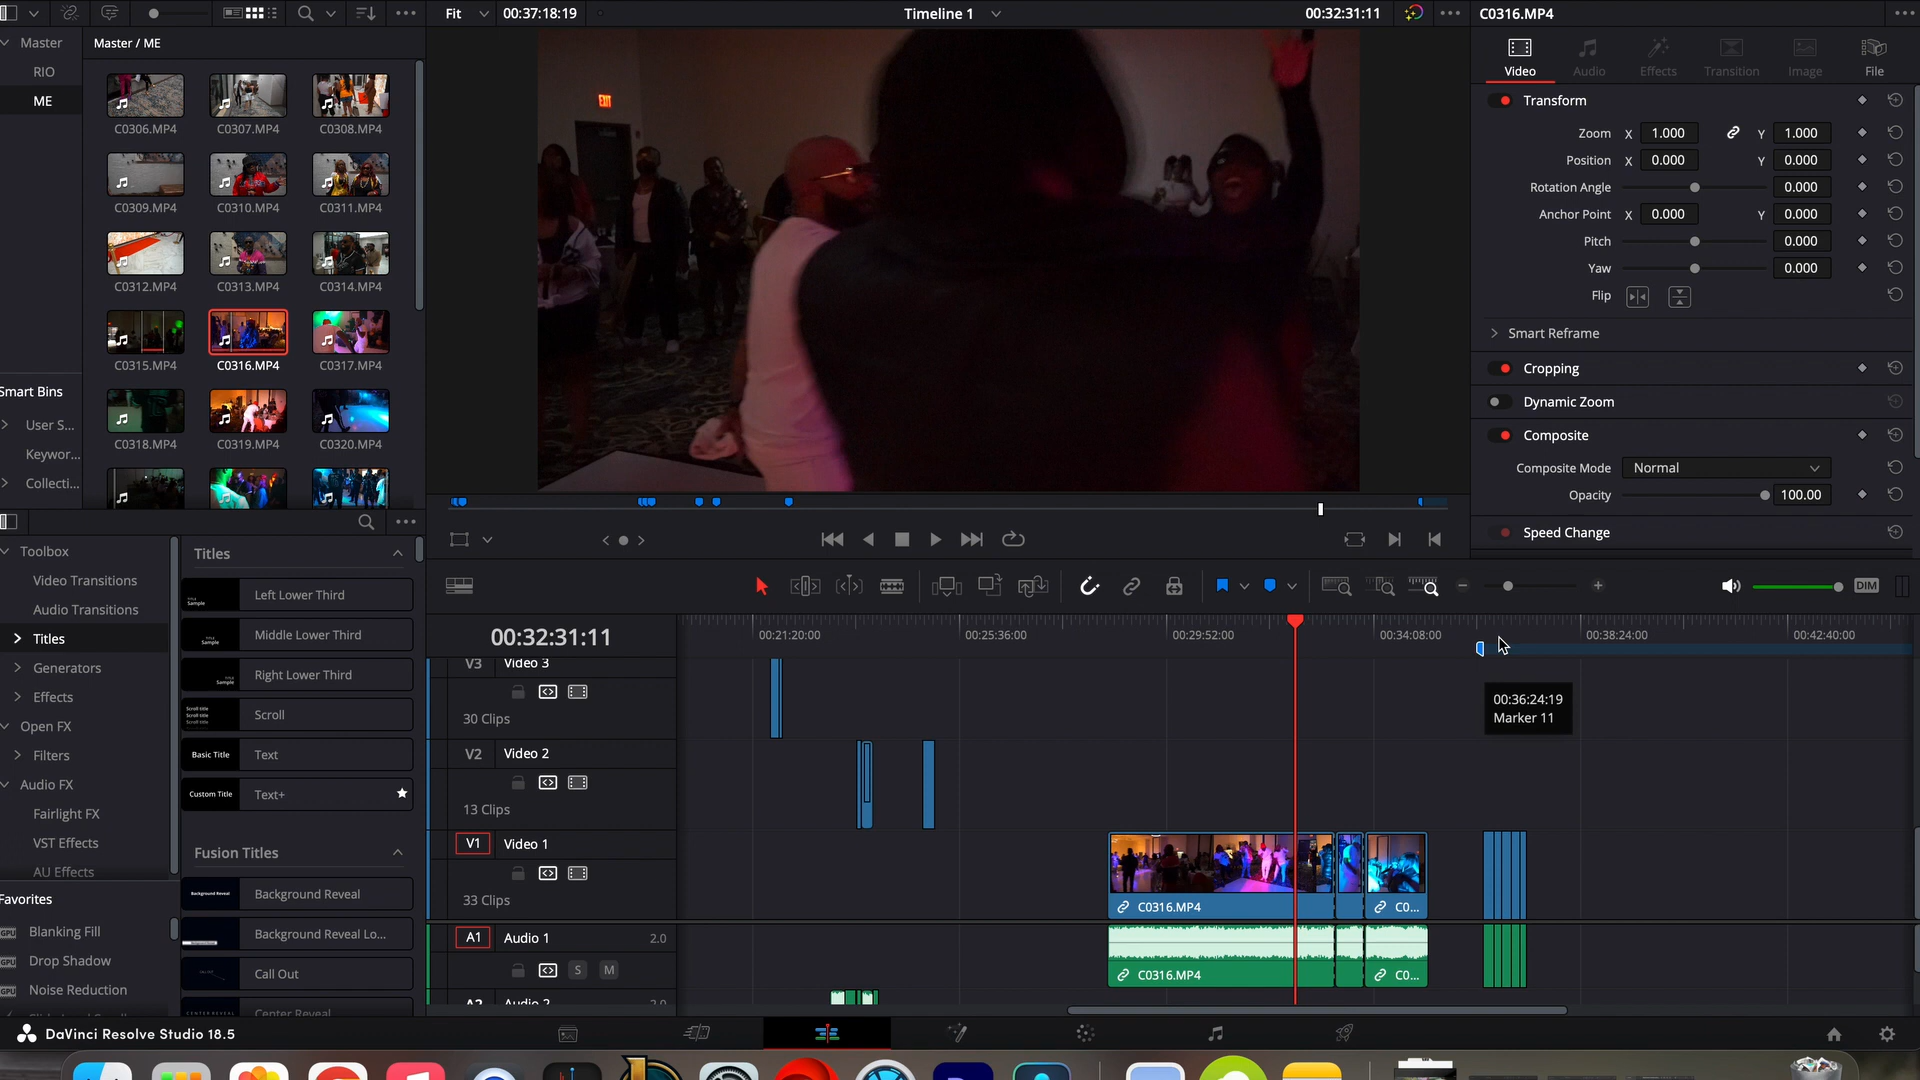 Fit
00:37:18:19
Timeline 1
00:32:31:11
C0316.MP4
Master
Master / ME
RIO
ME
C0306.MP4
C0307.MP4
C0308.MP4
C0309.MP4
C0310.MP4
C0311.MP4
C0312.MP4
C0313.MP4
C0314.MP4
C0315.MP4
C0316.MP4
C0317.MP4
C0318.MP4
C0319.MP4
C0320.MP4
Smart Bins
User S...
Keywor...
Collecti...
EXIT
Video
Audio
Effects
Transition
Image
File
Transform
Zoom X 1.000 Y 1.000
Position X 0.000 Y 0.000
Rotation Angle 0.000
Anchor Point X 0.000 Y 0.000
Pitch 0.000
Yaw 0.000
Flip
Smart Reframe
Cropping
Dynamic Zoom
Composite
Composite Mode Normal
Opacity 100.00
Speed Change
Toolbox
Video Transitions
Audio Transitions
Titles
Generators
Effects
Open FX
Filters
Audio FX
Fairlight FX
VST Effects
AU Effects
Favorites
Blanking Fill
Drop Shadow
Noise Reduction
Titles
Left Lower Third
Middle Lower Third
Right Lower Third
Scroll
Basic Title Text
Custom Title Text+
Fusion Titles
Background Reveal Background Reveal
Background Reveal Lo...
Call Out
Center Reveal
DIM
00:32:31:11
00:21:20:00
00:25:36:00
00:29:52:00
00:34:08:00
00:38:24:00
00:42:40:00
00:36:24:19
Marker 11
V3 Video 3
30 Clips
V2 Video 2
13 Clips
V1 Video 1
33 Clips
C0316.MP4
C0...
A1 Audio 1 2.0
S M
C0316.MP4
C0...
A2 Audio 2 2.0
DaVinci Resolve Studio 18.5